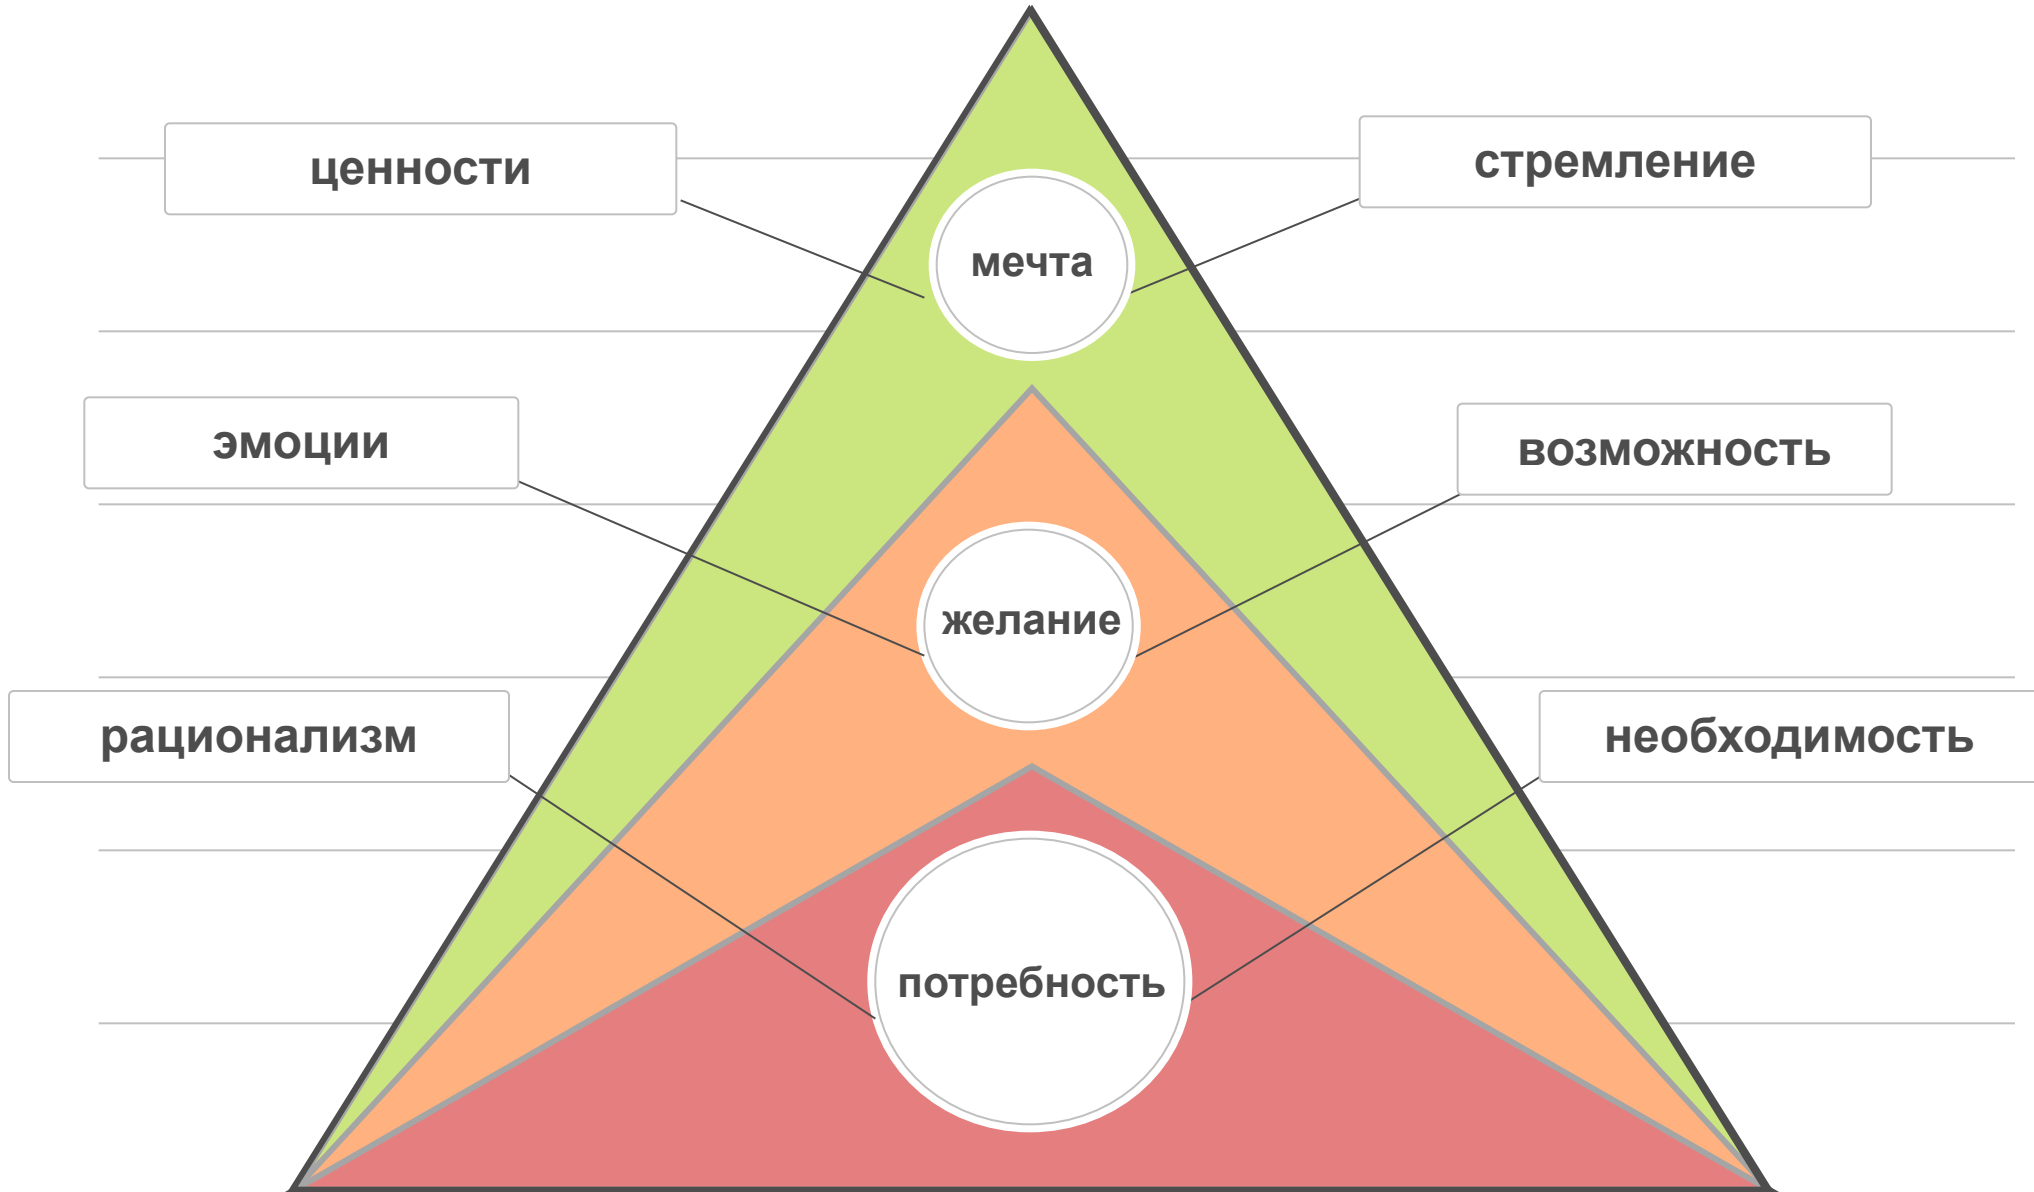 ценности
стремление
мечта
эмоции
возможность
желание
рационализм
необходимость
потребность